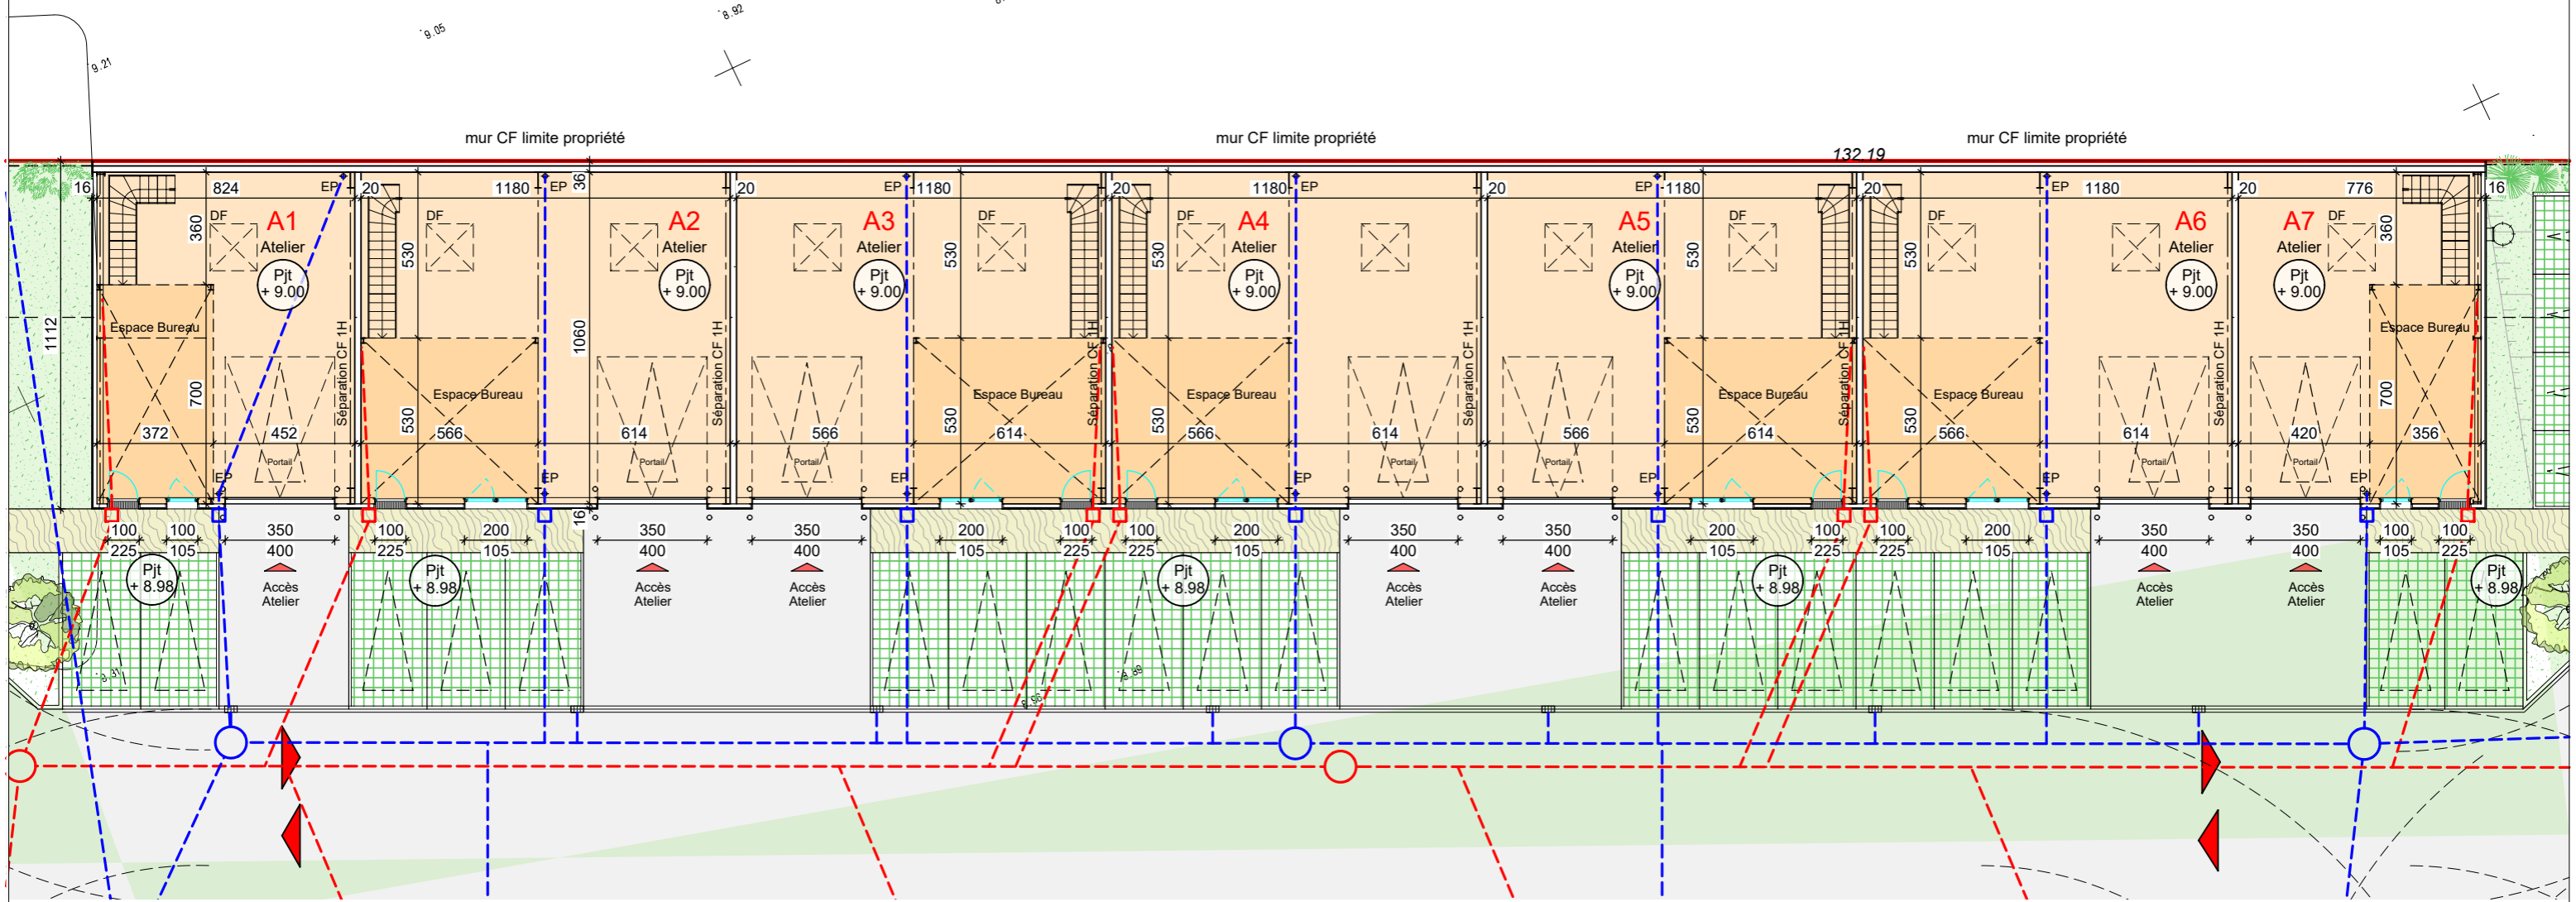 8.92
9.05
9.21
mur CF limite propriété
mur CF limite propriété
mur CF limite propriété
132.19
16
824
EP
20
1180
EP
36
20
EP
1180
20
1180
EP
20
EP
1180
20
EP
1180
20
776
16
DF
A1
Atelier
Pjt
+ 9.00
360
DF
530
A2
Atelier
Pjt
+ 9.00
A3
Atelier
Pjt
+ 9.00
530
DF
530
DF
A4
Atelier
Pjt
+ 9.00
A5
Atelier
Pjt
+ 9.00
530
DF
530
DF
A6
Atelier
Pjt
+ 9.00
A7
Atelier
Pjt
+ 9.00
DF
360
1112
Espace Bureau
700
372
452
Portail
EP
Séparation CF 1H
530
Espace Bureau
566
EP
1060
614
Portail
Séparation CF 1H
566
Portail
EP
530
Espace Bureau
614
Séparation CF 1H
530
Espace Bureau
566
EP
614
Portail
Séparation CF 1H
566
Portail
EP
530
Espace Bureau
614
Séparation CF 1H
530
Espace Bureau
566
EP
614
Portail
Séparation CF 1H
420
Portail
EP
Espace Bureau
700
356
16
100
225
100
105
350
400
100
225
200
105
350
400
350
400
200
105
100
225
100
225
200
105
350
400
350
400
200
105
100
225
100
225
200
105
350
400
350
400
100
105
100
225
Pjt
+ 8.98
Accès
Atelier
Pjt
+ 8.98
Accès
Atelier
Accès
Atelier
Pjt
+ 8.98
Accès
Atelier
Accès
Atelier
Pjt
+ 8.98
Accès
Atelier
Accès
Atelier
Pjt
+ 8.98